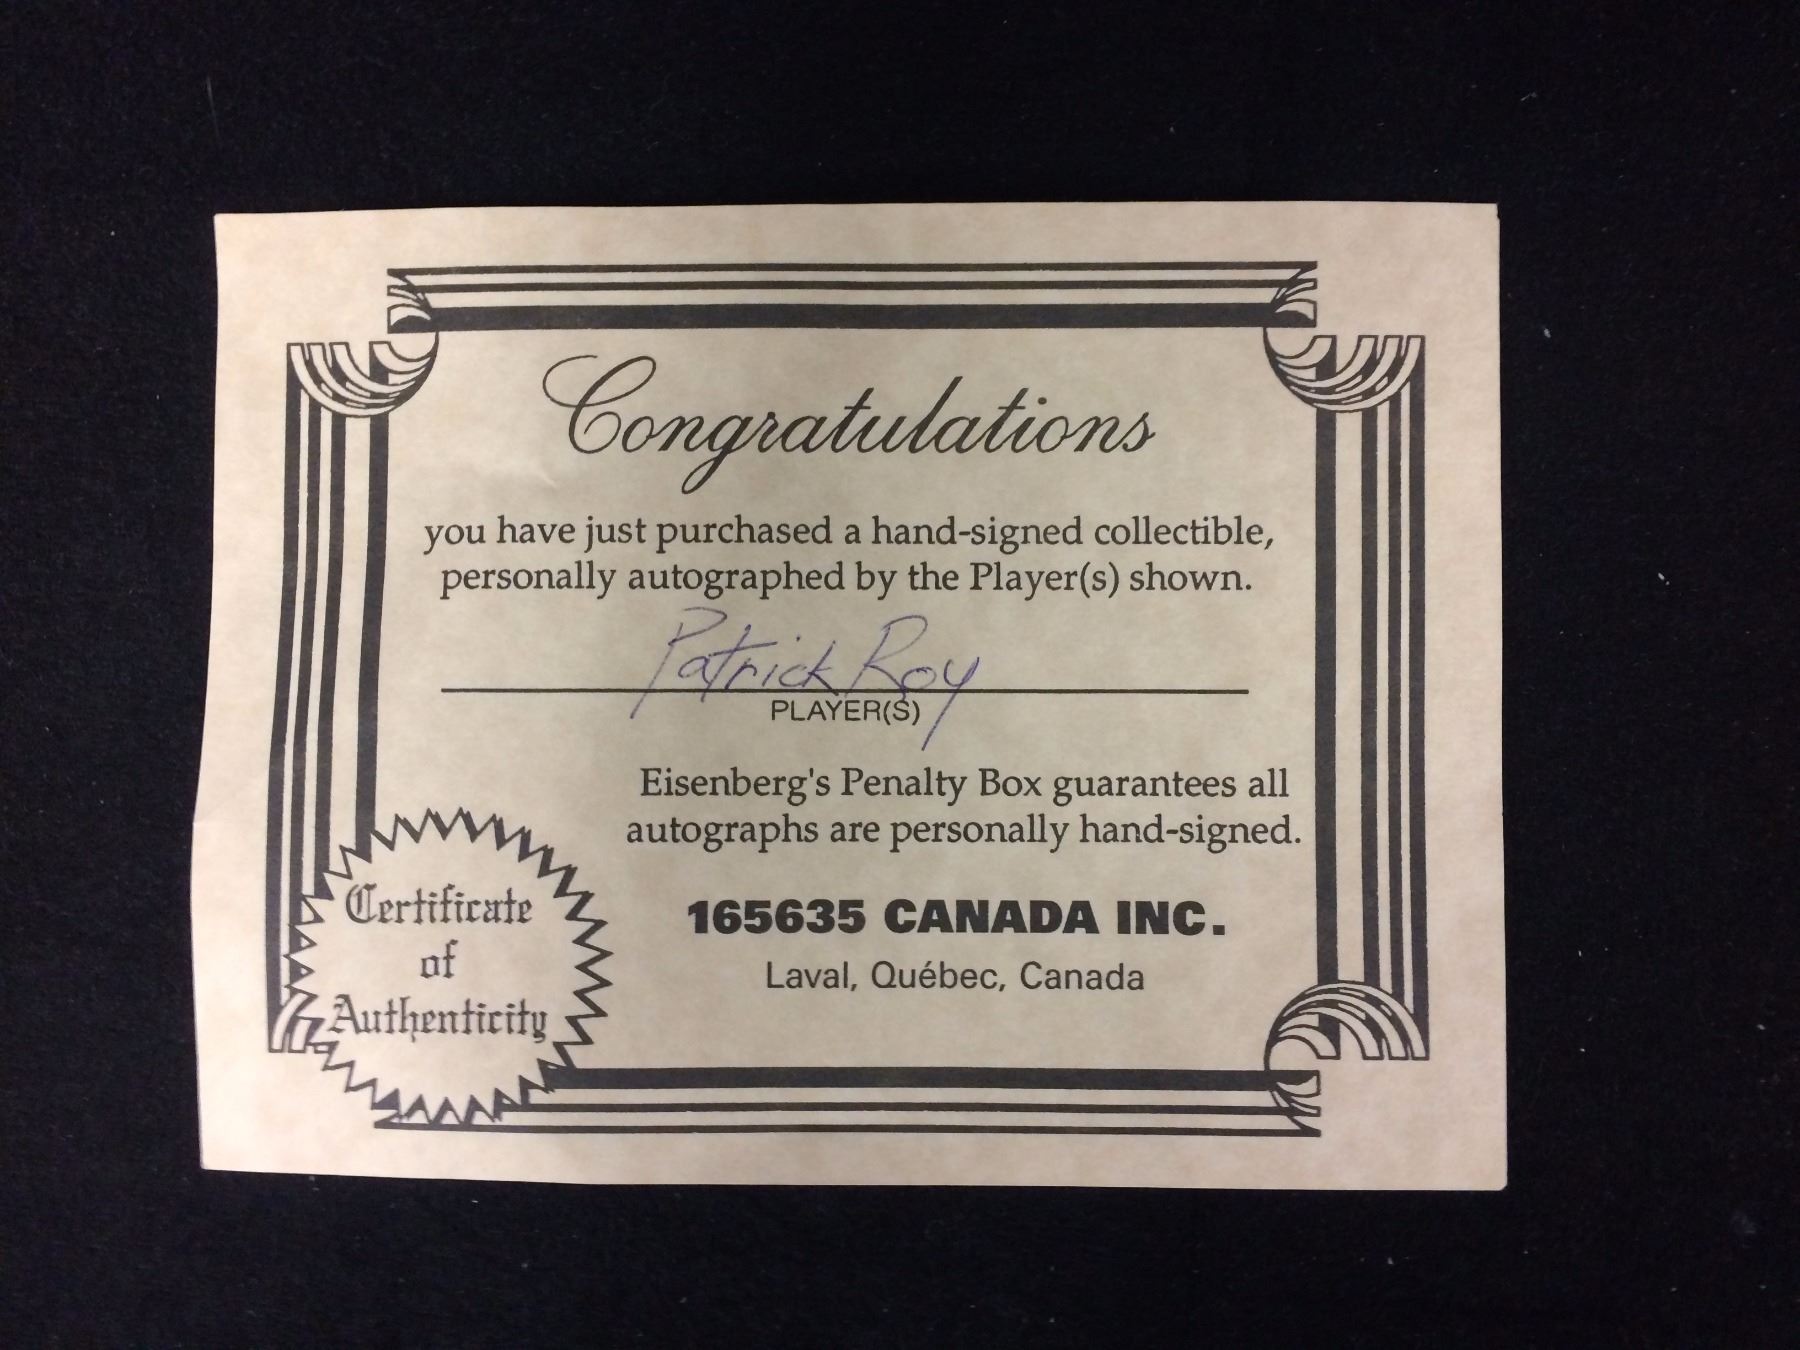 Congratulations
you have just purchased a hand-signed collectible,
personally autographed by the Player(s) shown.
Patrick Roy
PLAYER(S)
Eisenberg's Penalty Box guarantees all
autographs are personally hand-signed.
165635 CANADA INC.
Laval, Québec, Canada
Certificate
of
Authenticity